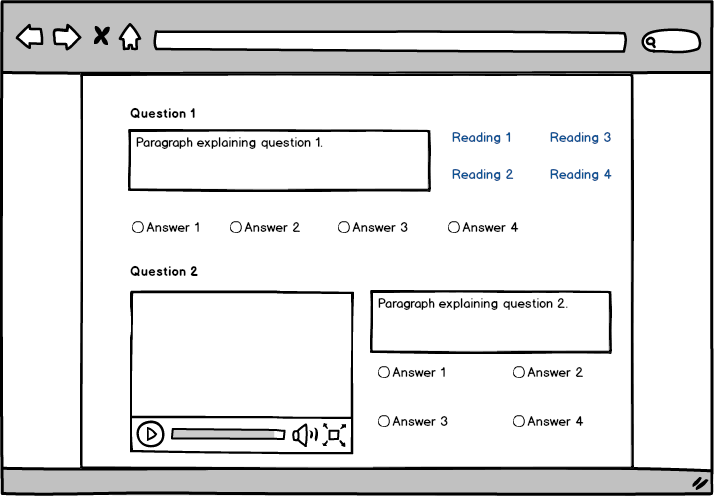 Question 1
Paragraph explaining question 1.
Reading 1 Reading 3
Reading 2 Reading 4
Answer 1 Answer 2 Answer 3 Answer 4
Question 2
Paragraph explaining question 2.
Answer 1 Answer 2
Answer 3 Answer 4